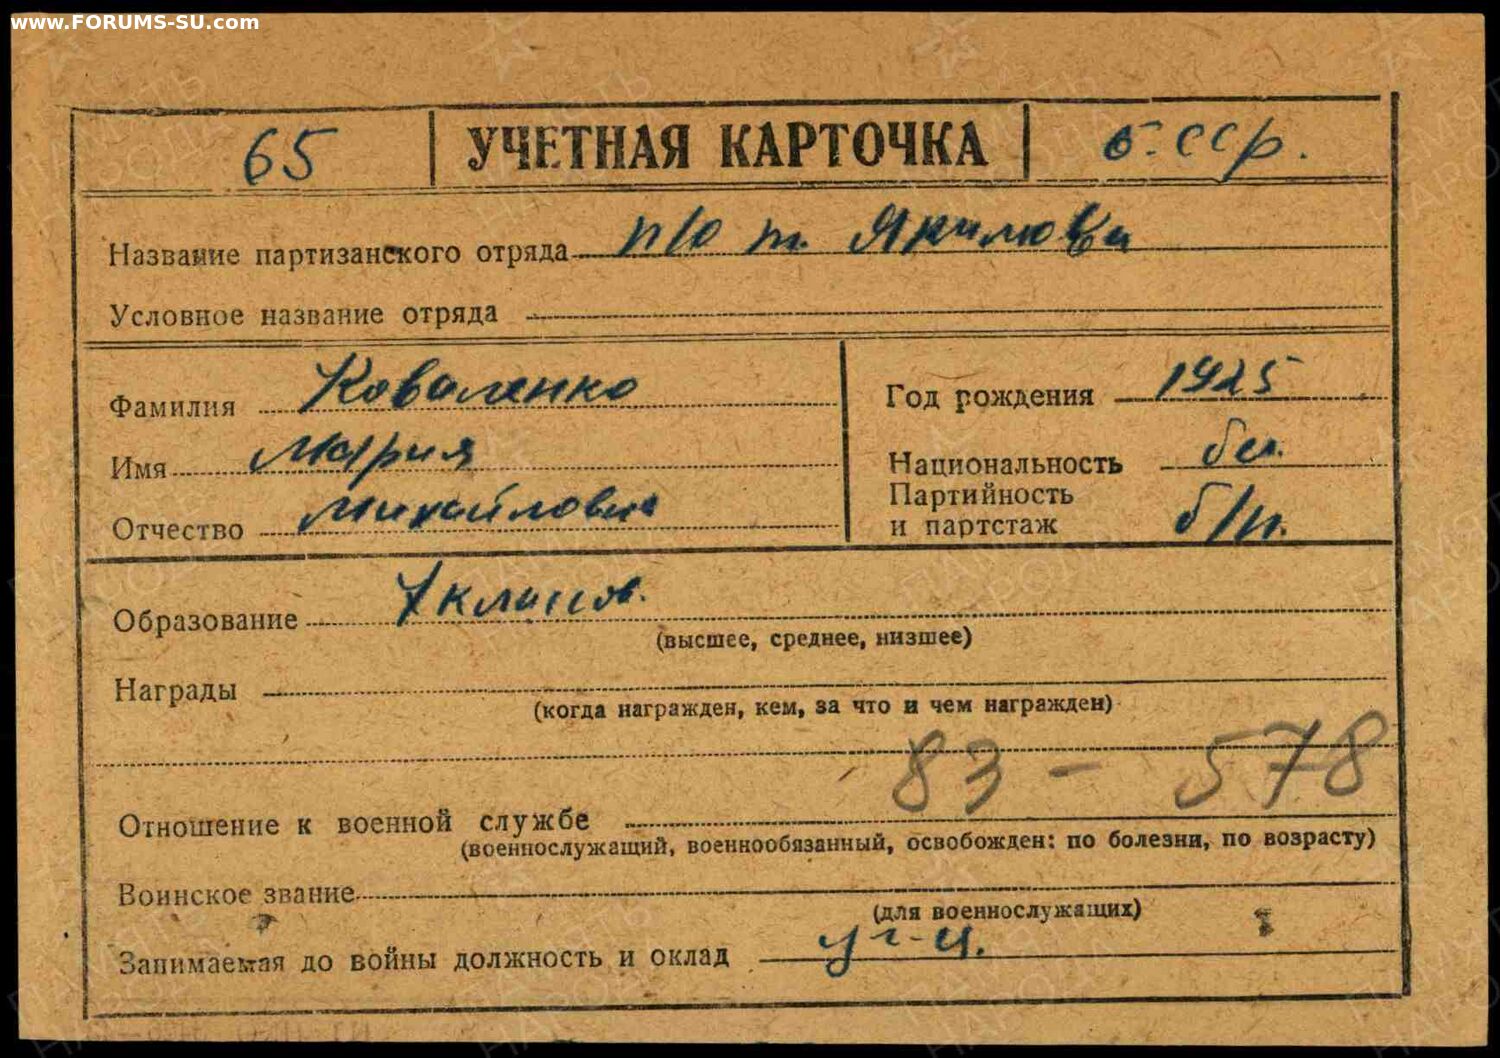 www.FORUMS-SU.com
65 УЧЕТНАЯ КАРТОЧКА б. ССР.
Название партизанского отряда п/о т. Якимова
Условное название отряда
Фамилия Коваленко
Год рождения 1925
Имя Мария
Национальность бел.
Отчество Михайловна
Партийность
и партстаж б/п.
Образование 7 классов.
(высшее, среднее, низшее)
Награды
(когда награжден, кем, за что и чем награжден)
83 - 578
Отношение к военной службе
(военнослужащий, военнообязанный, освобожден: по болезни, по возрасту)
Воинское звание
(для военнослужащих)
Занимаемая до войны должность и оклад уч-ц.